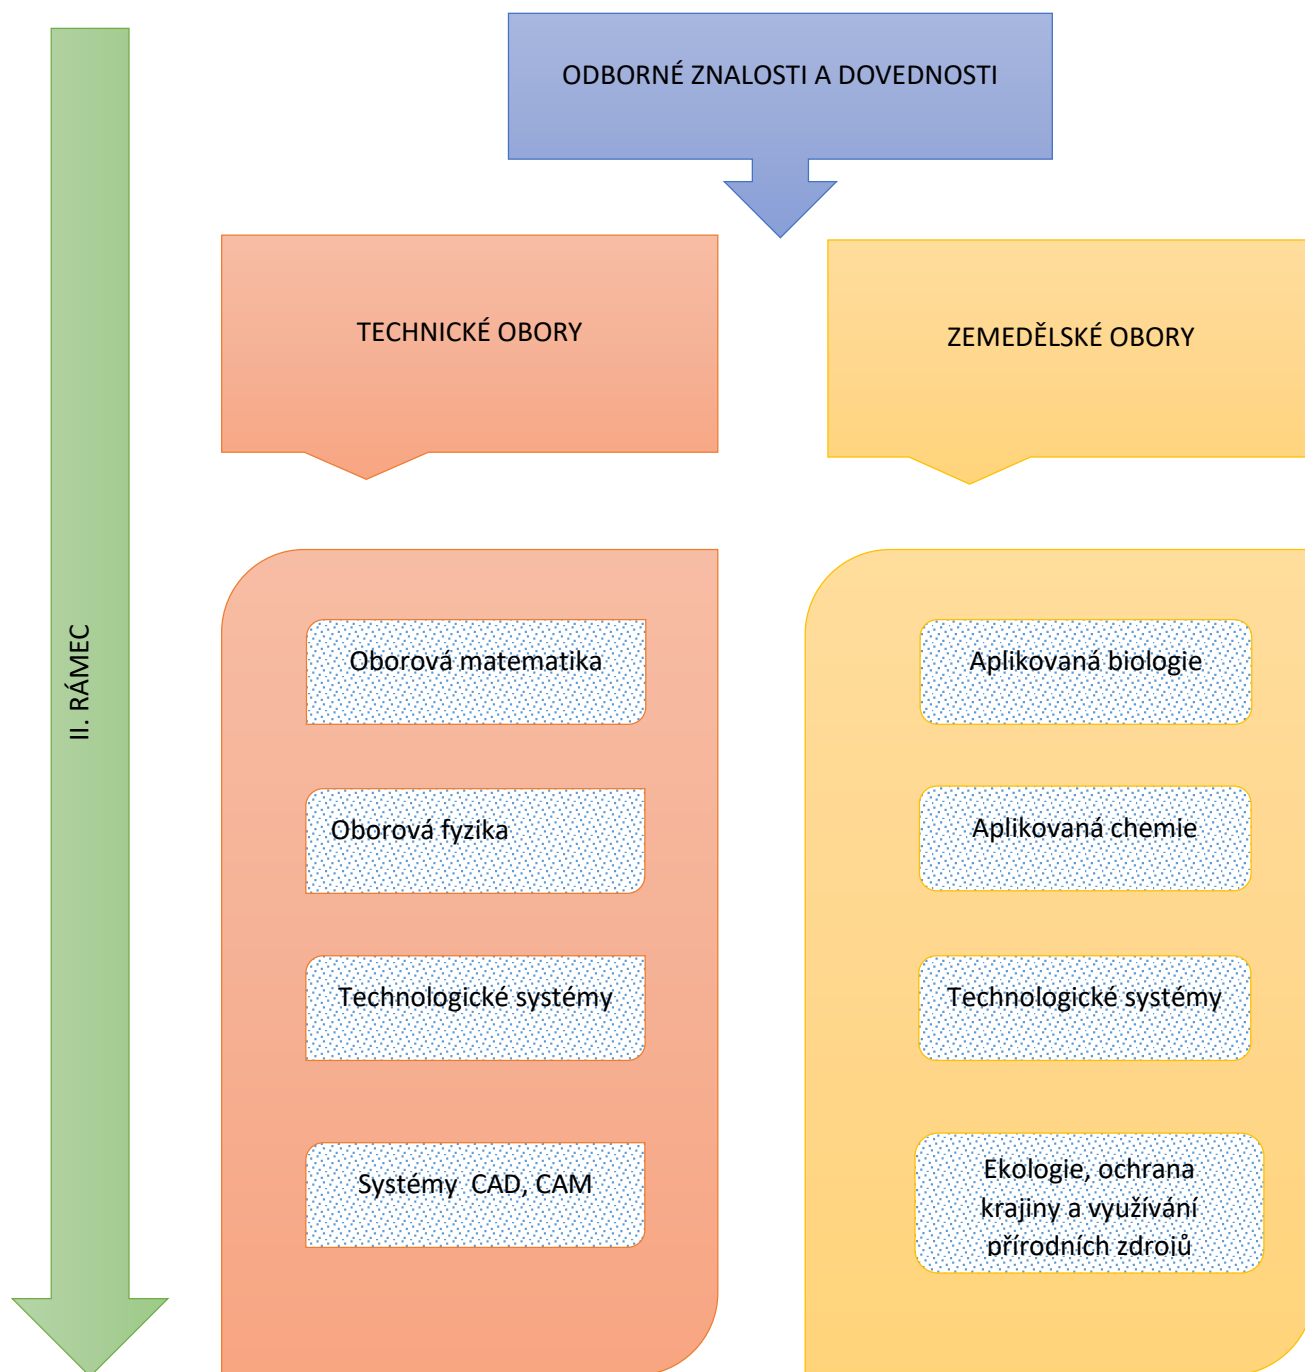 ODBORNÉ ZNALOSTI A DOVEDNOSTI
TECHNICKÉ OBORY
ZEMEDĚLSKÉ OBORY
II. RÁMEC
Oborová matematika
Oborová fyzika
Technologické systémy
Systémy  CAD, CAM
Aplikovaná biologie
Aplikovaná chemie
Technologické systémy
Ekologie, ochrana
krajiny a využívání
přírodních zdrojů